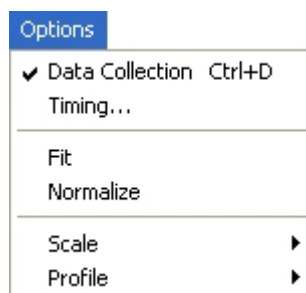 Options
Data Collection Ctrl+D
Timing...
Fit
Normalize
Scale
Profile